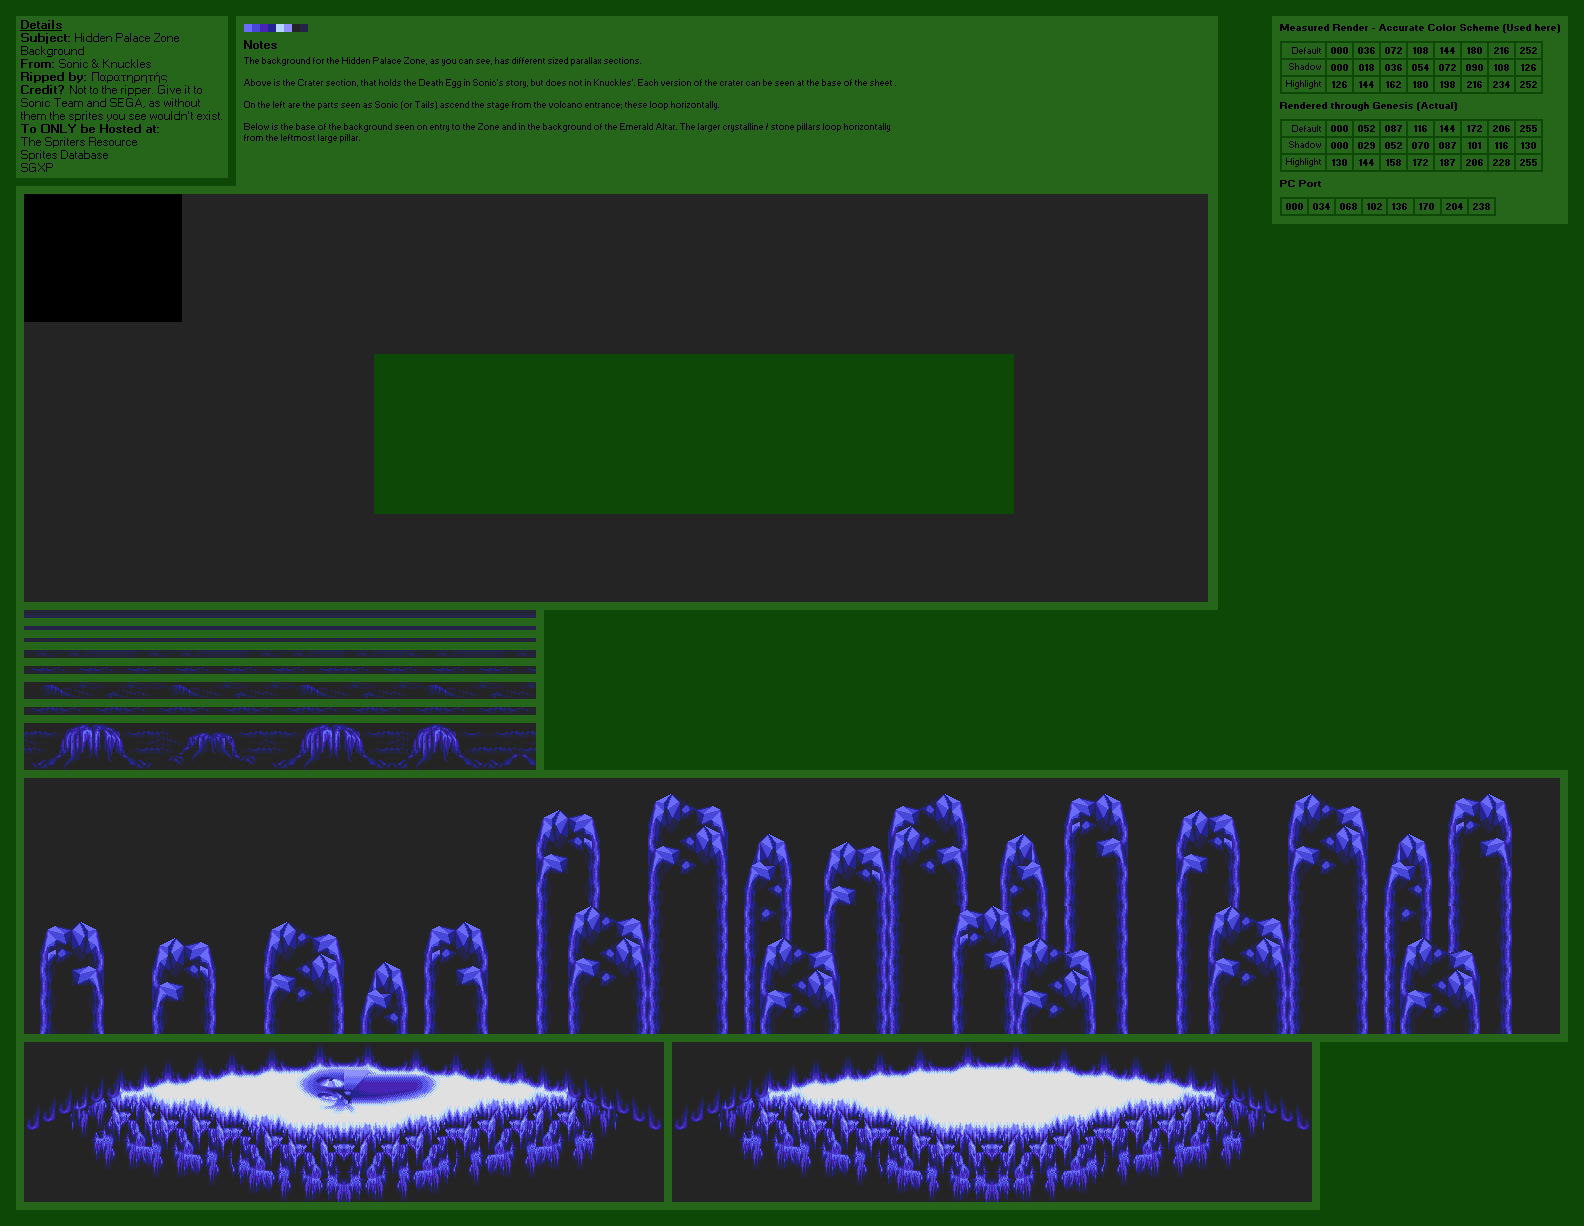 Details
Subject: Hidden Palace Zone
Background
From: Sonic & Knuckles
Ripped by: Παρατηρητής
Credit? Not to the ripper. Give it to
Sonic Team and SEGA, as without
them the sprites you see wouldn't exist.
To ONLY be Hosted at:
The Spriters Resource
Sprites Database
SGXP
Notes
The background for the Hidden Palace Zone, as you can see, has different sized parallax sections.
Above is the Crater section, that holds the Death Egg in Sonic's story, but does not in Knuckles'. Each version of the crater can be seen at the base of the sheet.
On the left are the parts seen as Sonic (or Tails) ascend the stage from the volcano entrance; these loop horizontally.
Below is the base of the background seen on entry to the Zone and in the background of the Emerald Altar. The larger crystalline / stone pillars loop horizontally
from the leftmost large pillar.
Measured Render - Accurate Color Scheme (Used here)
Default 000 036 072 108 144 180 216 252
Shadow 000 018 036 054 072 090 108 126
Highlight 126 144 162 180 198 216 234 252
Rendered through Genesis (Actual)
Default 000 052 087 116 144 172 206 255
Shadow 000 029 052 070 087 101 116 130
Highlight 130 144 158 172 187 206 228 255
PC Port
000 034 068 102 136 170 204 238